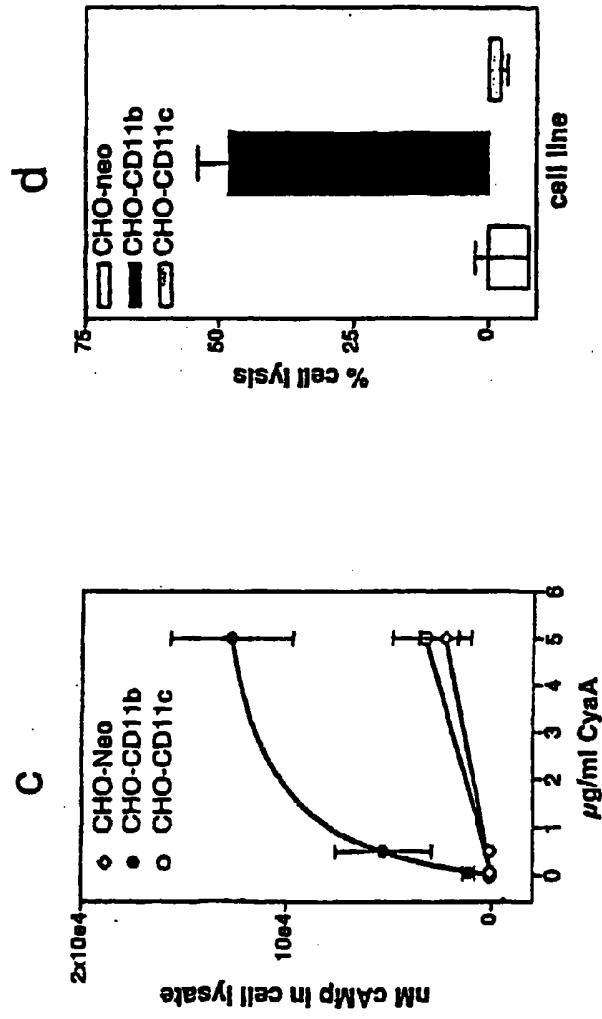 c
2x10e4
10e4
0
nM cAMp in cell lysate
CHO-Neo
CHO-CD11b
CHO-CD11c
0
1
2
3
4
5
6
µg/ml CyaA
d
75
50
25
0
% cell lysis
CHO-neo
CHO-CD11b
CHO-CD11c
cell line